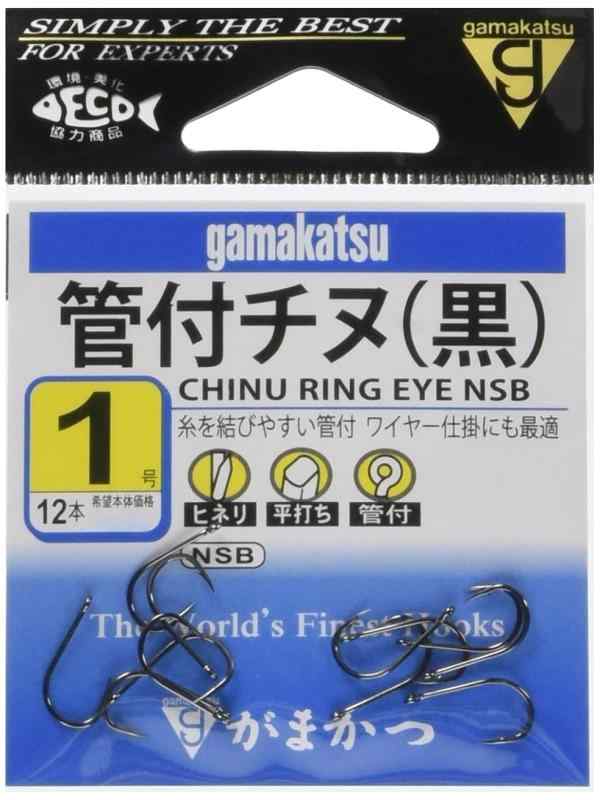 SIMPLY THE BEST
FOR EXPERTS
gamakatsu
g
環境・美化
DECO
協力商品
gamakatsu
管付チヌ(黒)
CHINU RING EYE NSB
糸を結びやすい管付 ワイヤー仕掛にも最適
1号
12本 希望本体価格
ヒネリ 平打ち 管付
NSB
The World's Finest Hooks
gamakatsu
g がまかつ